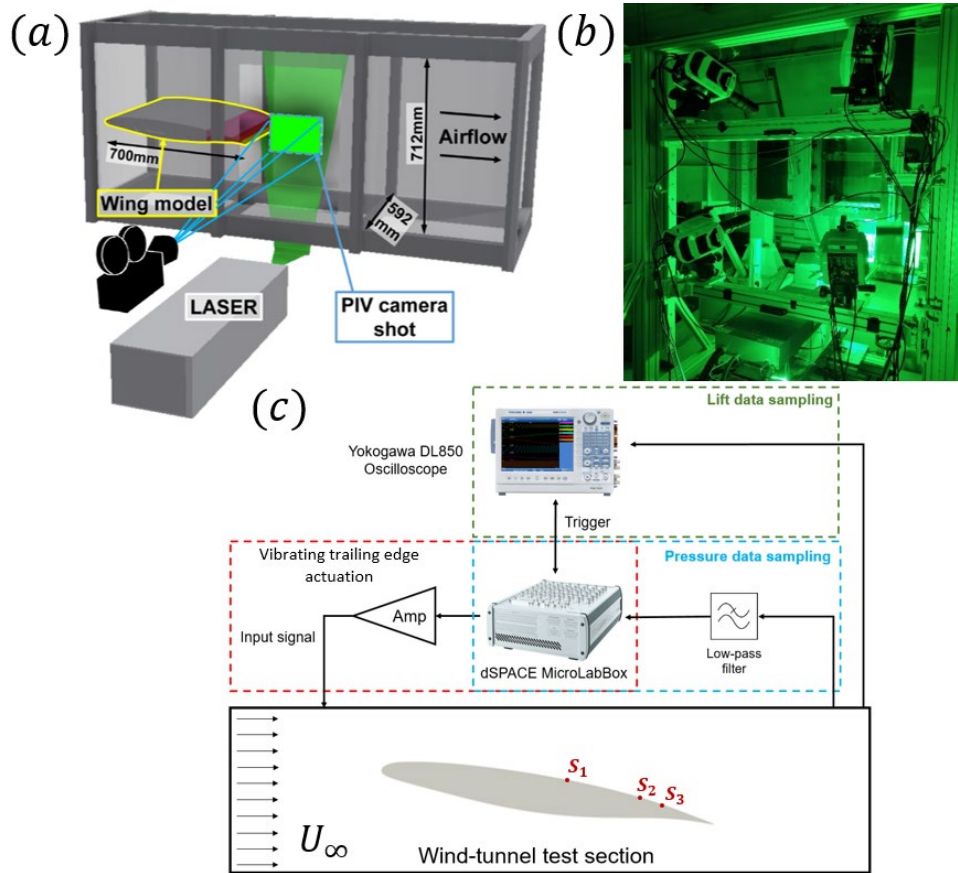 (a)
(b)
712mm
Airflow
700mm
Wing model
592
mm
LASER
PIV camera
shot
(c)
Lift data sampling
Yokogawa DL850
Oscilloscope
Trigger
Vibrating trailing edge
actuation
Pressure data sampling
Amp
Input signal
Low-pass
filter
dSPACE MicroLabBox
S₁
S₂
S₃
U∞
Wind-tunnel test section